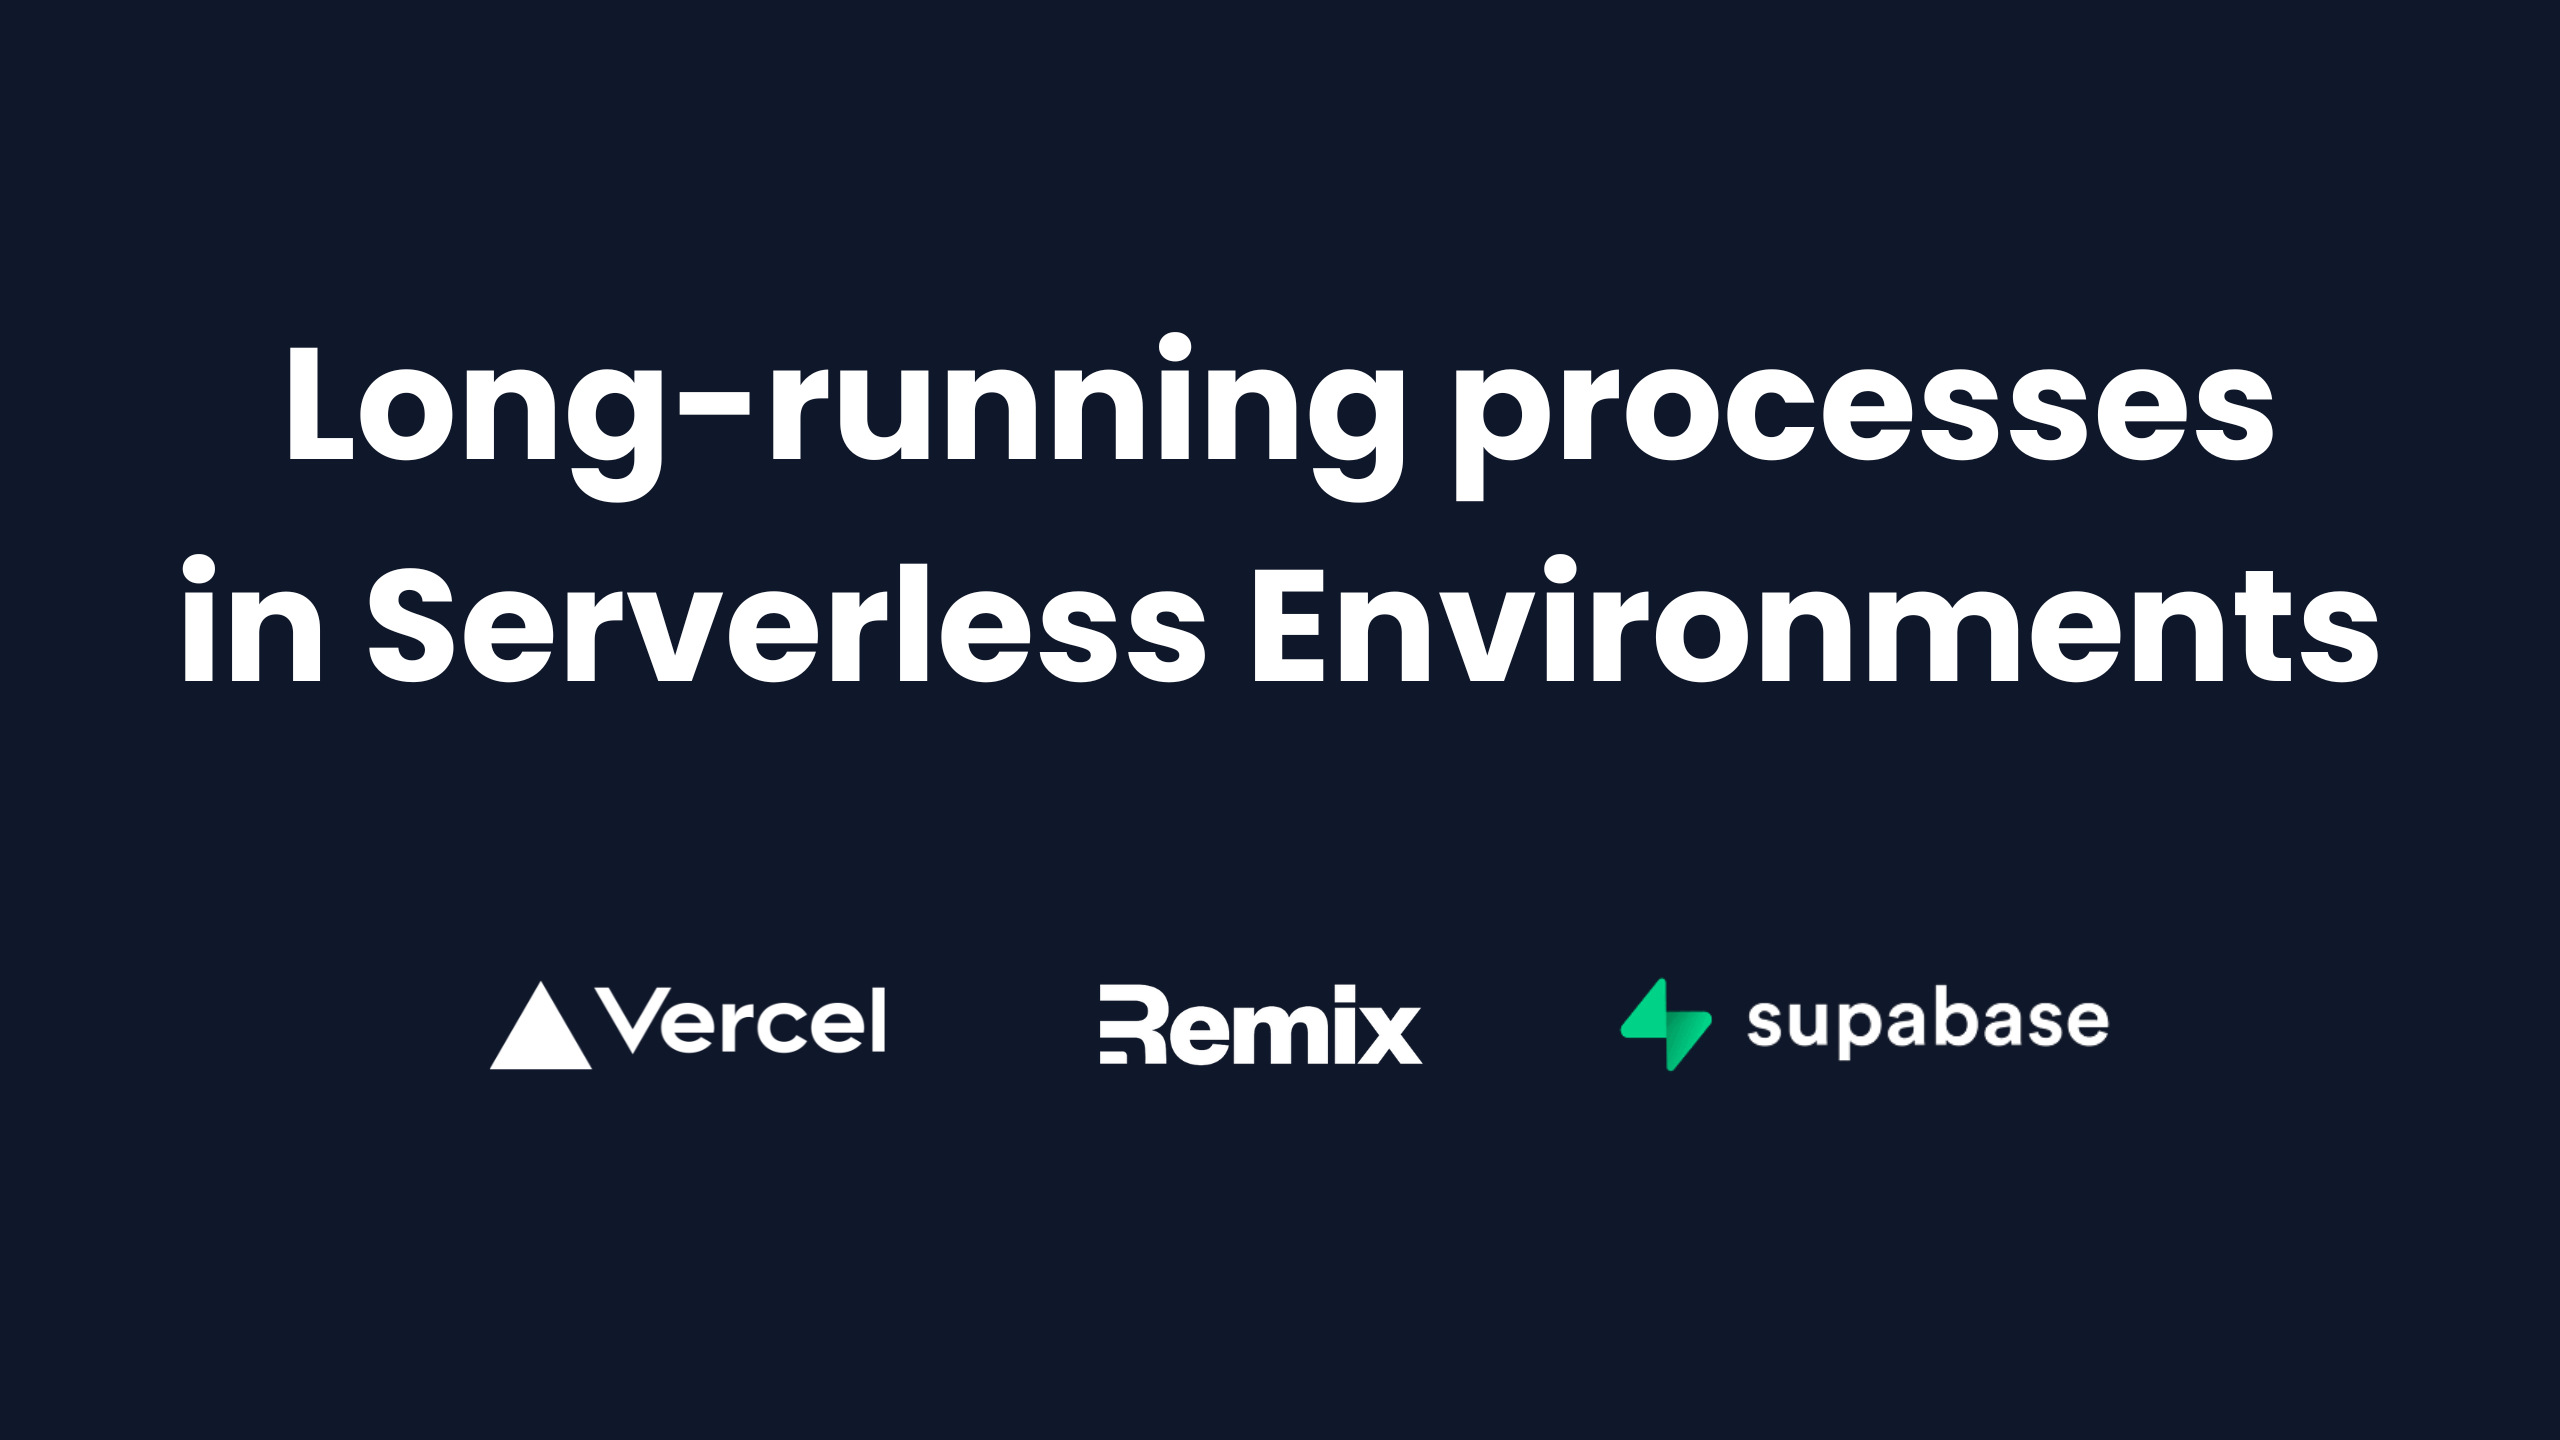 Long-running processes
in Serverless Environments
Vercel
Remix
supabase